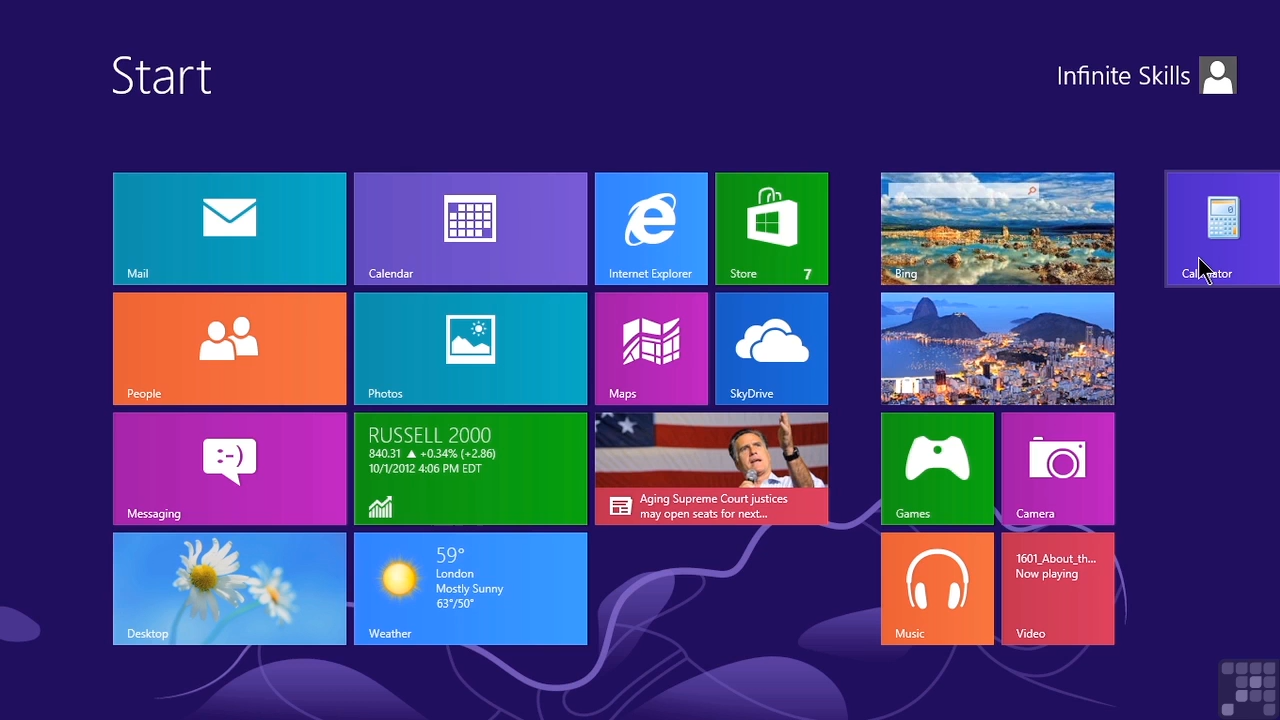 Start
Infinite Skills
Mail
Calendar
Internet Explorer
Store 7
Bing
People
Photos
Maps
SkyDrive
Messaging
RUSSELL 2000
840.31 ▲ +0.34% (+2.86)
10/1/2012 4:06 PM EDT
Aging Supreme Court justices
may open seats for next...
Games
Camera
Desktop
59°
London
Mostly Sunny
63°/50°
Weather
Music
1601_About_th...
Now playing
Video